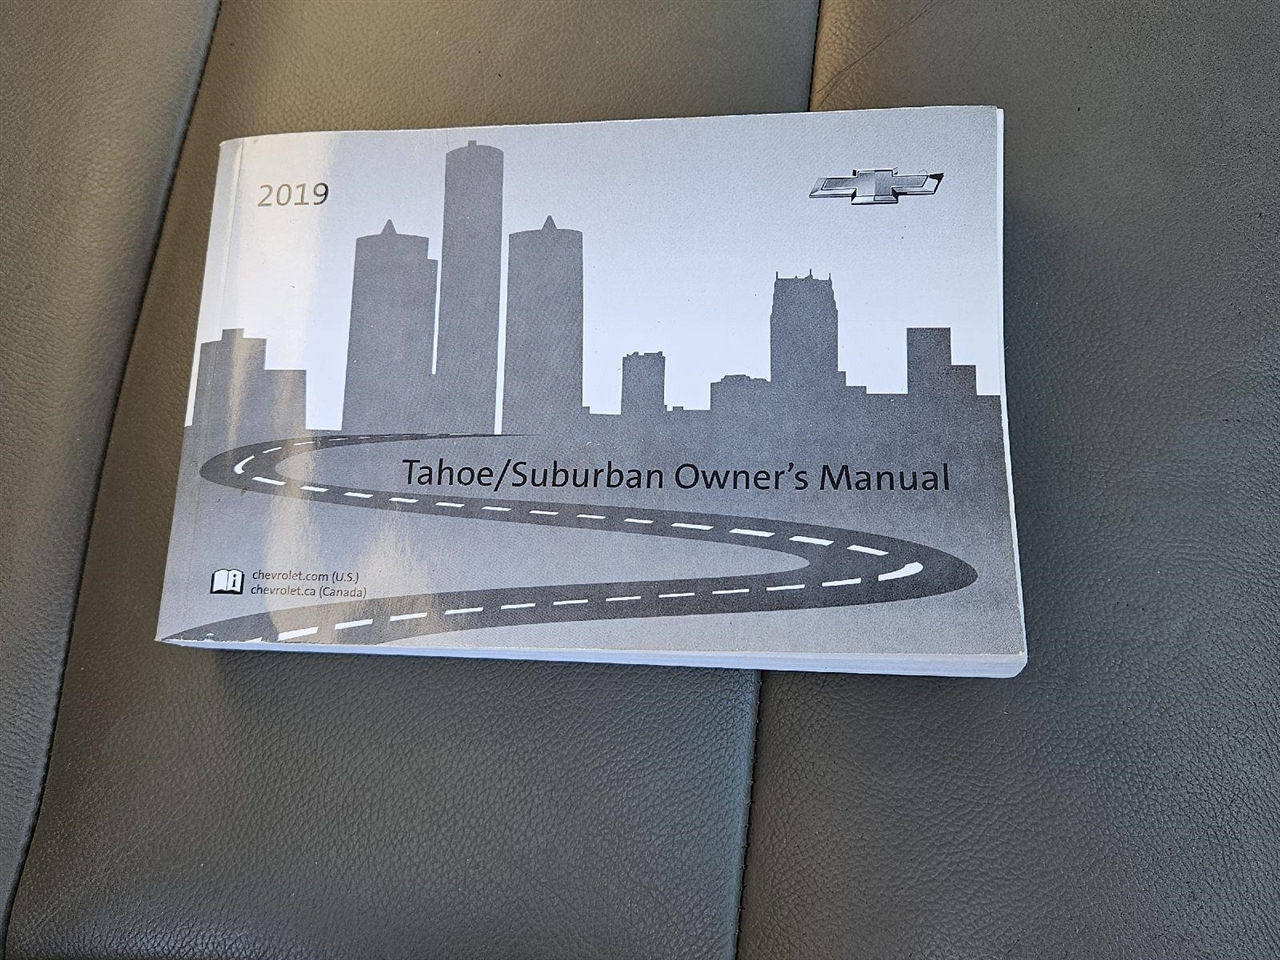 2019
Tahoe/Suburban Owner's Manual
chevrolet.com (U.S.)
chevrolet.ca (Canada)